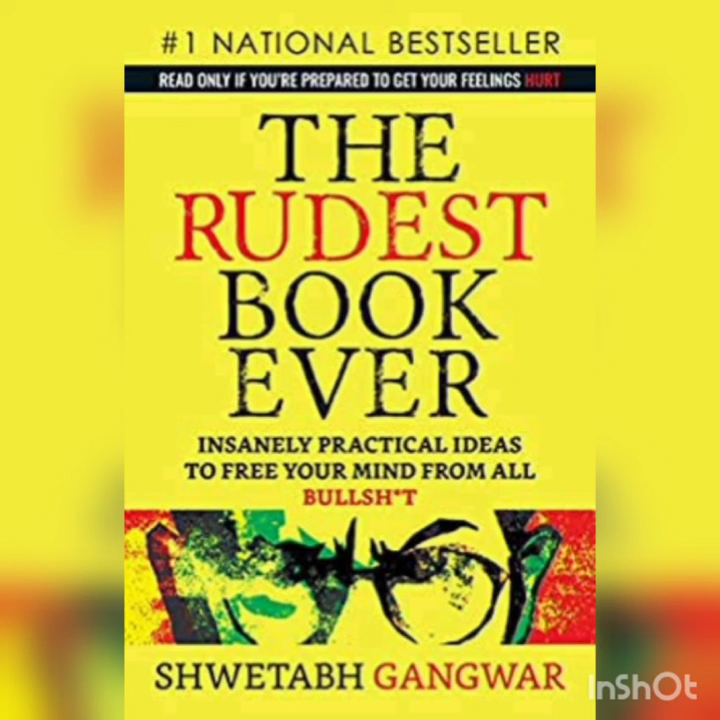 #1 NATIONAL BESTSELLER
READ ONLY IF YOU'RE PREPARED TO GET YOUR FEELINGS HURT
THE
RUDEST
BOOK
EVER
INSANELY PRACTICAL IDEAS
TO FREE YOUR MIND FROM ALL
BULLSH*T
SHWETABH GANGWAR
InShOt